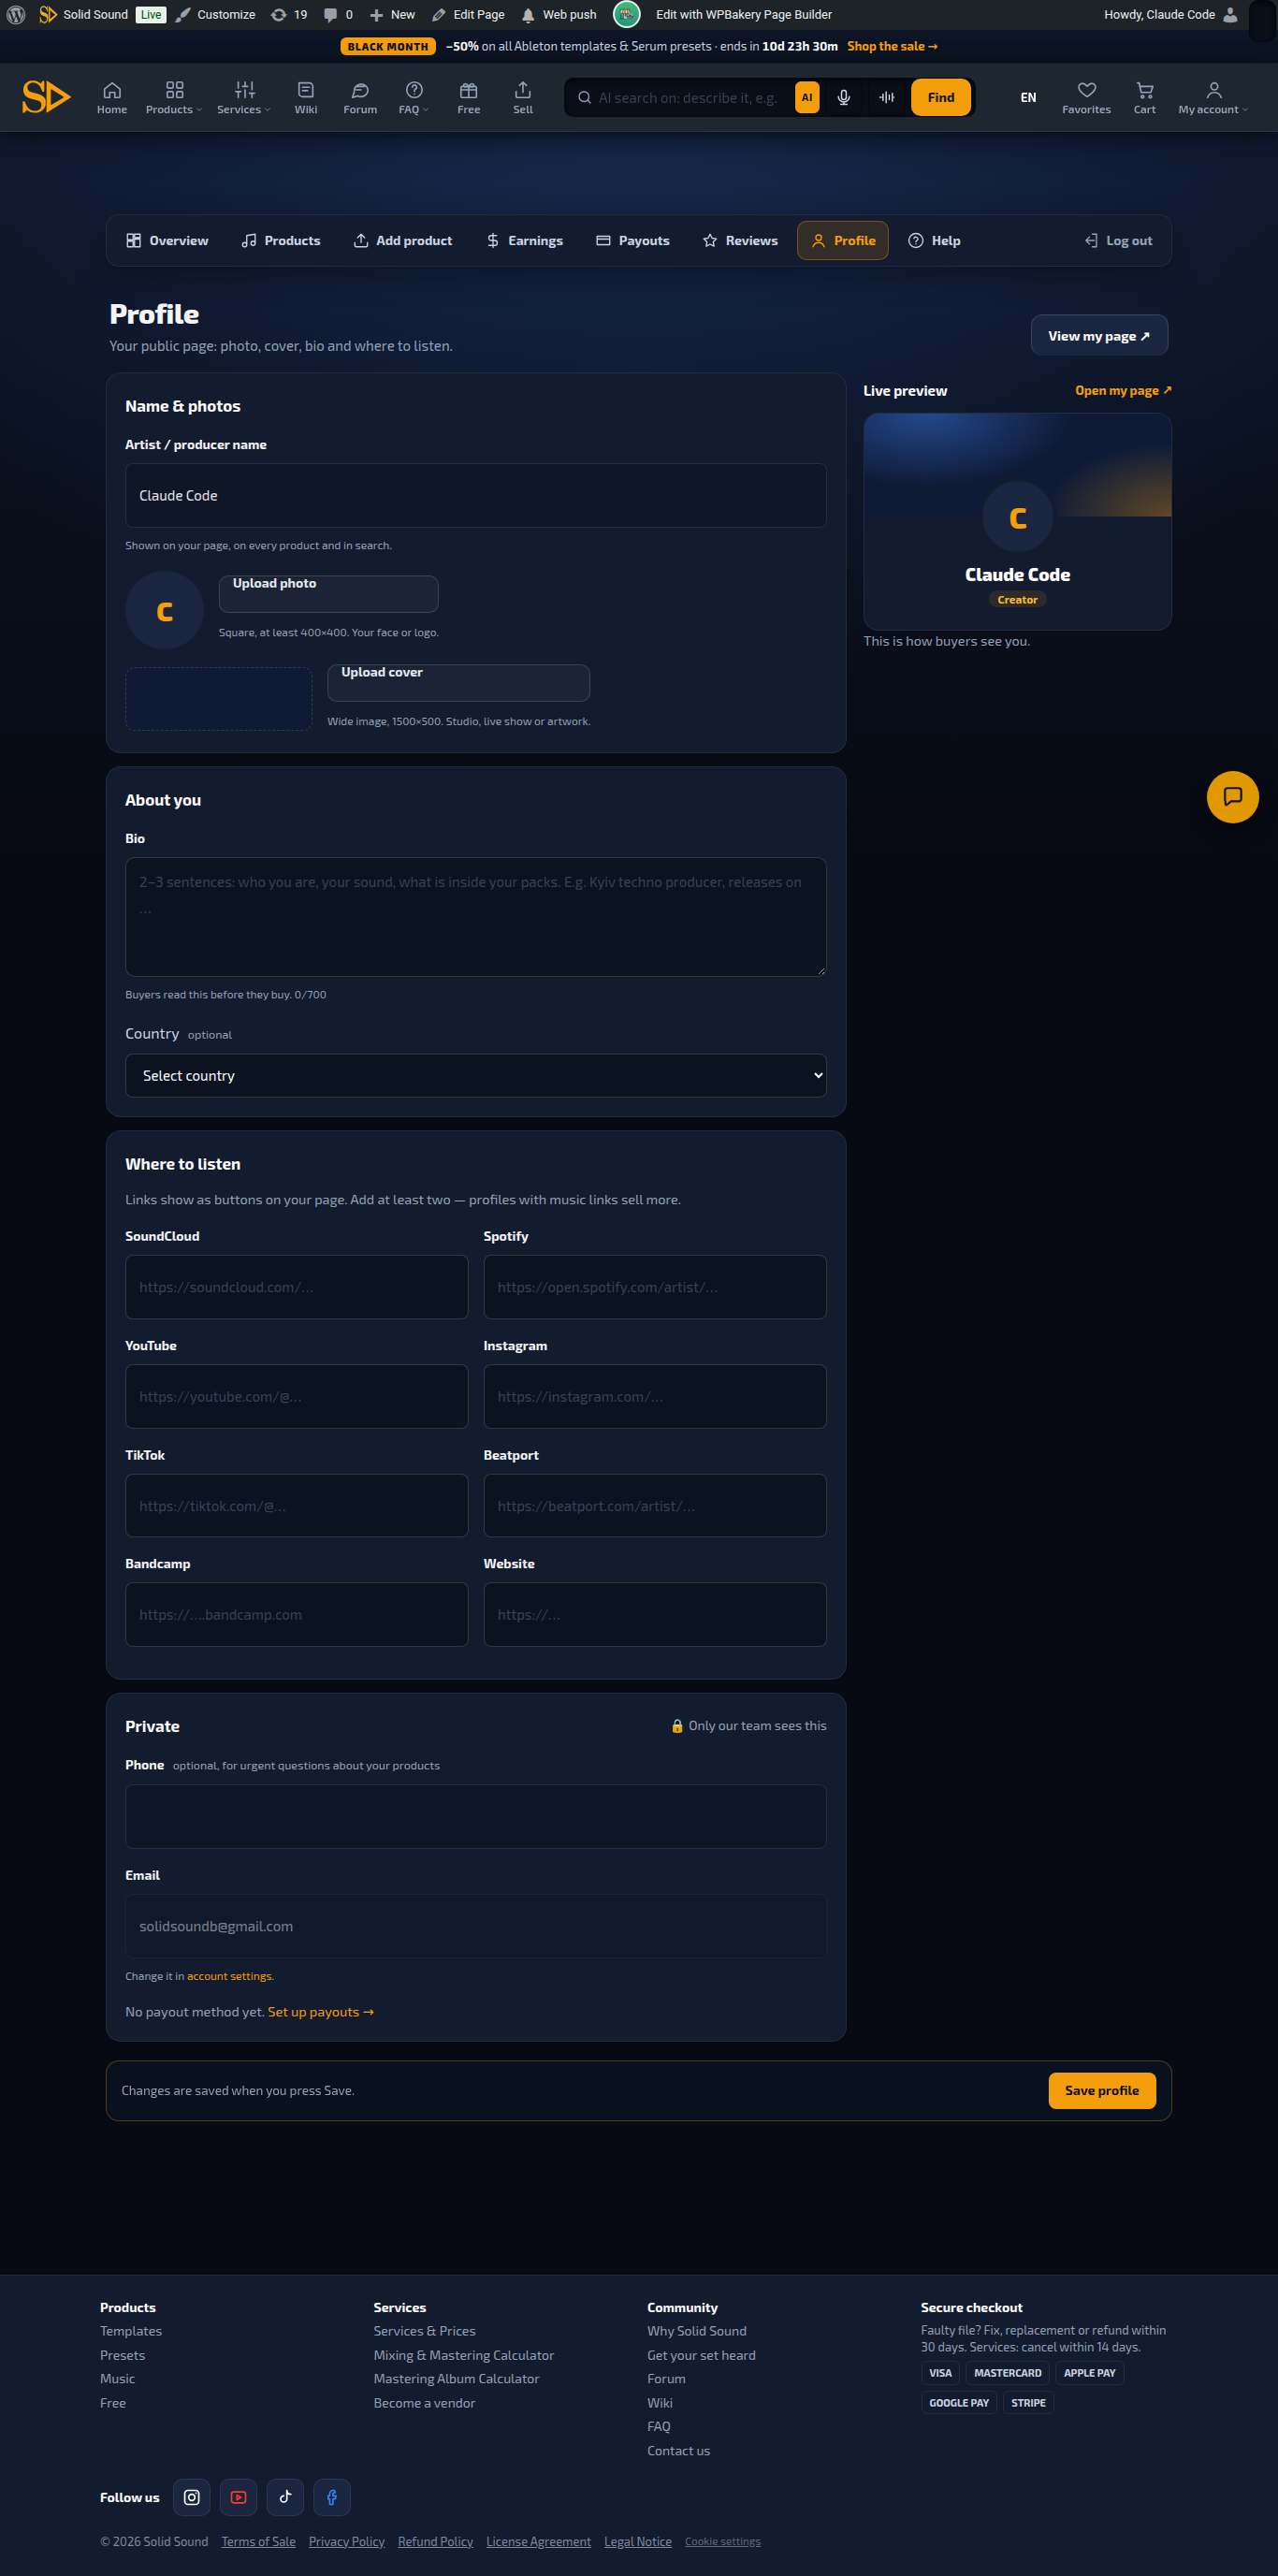 Solid Sound Live Customize 19 0 New Edit Page Web push Edit with WPBakery Page Builder Howdy, Claude Code
BLACK MONTH −50% on all Ableton templates & Serum presets · ends in 10d 23h 30m Shop the sale →
Home Products Services Wiki Forum FAQ Free Sell AI search on: describe it, e.g. AI Find EN Favorites Cart My account
Overview Products Add product Earnings Payouts Reviews Profile Help Log out
Profile
Your public page: photo, cover, bio and where to listen.
View my page ↗
Name & photos
Artist / producer name
Claude Code
Shown on your page, on every product and in search.
C
Upload photo
Square, at least 400×400. Your face or logo.
Upload cover
Wide image, 1500×500. Studio, live show or artwork.
Live preview Open my page ↗
C
Claude Code
Creator
This is how buyers see you.
About you
Bio
2–3 sentences: who you are, your sound, what is inside your packs. E.g. Kyiv techno producer, releases on
…
Buyers read this before they buy. 0/700
Country optional
Select country
Where to listen
Links show as buttons on your page. Add at least two — profiles with music links sell more.
SoundCloud Spotify
https://soundcloud.com/… https://open.spotify.com/artist/…
YouTube Instagram
https://youtube.com/@… https://instagram.com/…
TikTok Beatport
https://tiktok.com/@… https://beatport.com/artist/…
Bandcamp Website
https://….bandcamp.com https://…
Private 🔒 Only our team sees this
Phone optional, for urgent questions about your products
Email
solidsoundb@gmail.com
Change it in account settings.
No payout method yet. Set up payouts →
Changes are saved when you press Save. Save profile
Products Services Community Secure checkout
Templates Services & Prices Why Solid Sound Faulty file? Fix, replacement or refund within
Presets Mixing & Mastering Calculator Get your set heard 30 days. Services: cancel within 14 days.
Music Mastering Album Calculator Forum VISA MASTERCARD APPLE PAY
Free Become a vendor Wiki GOOGLE PAY STRIPE
FAQ
Contact us
Follow us
© 2026 Solid Sound Terms of Sale Privacy Policy Refund Policy License Agreement Legal Notice Cookie settings